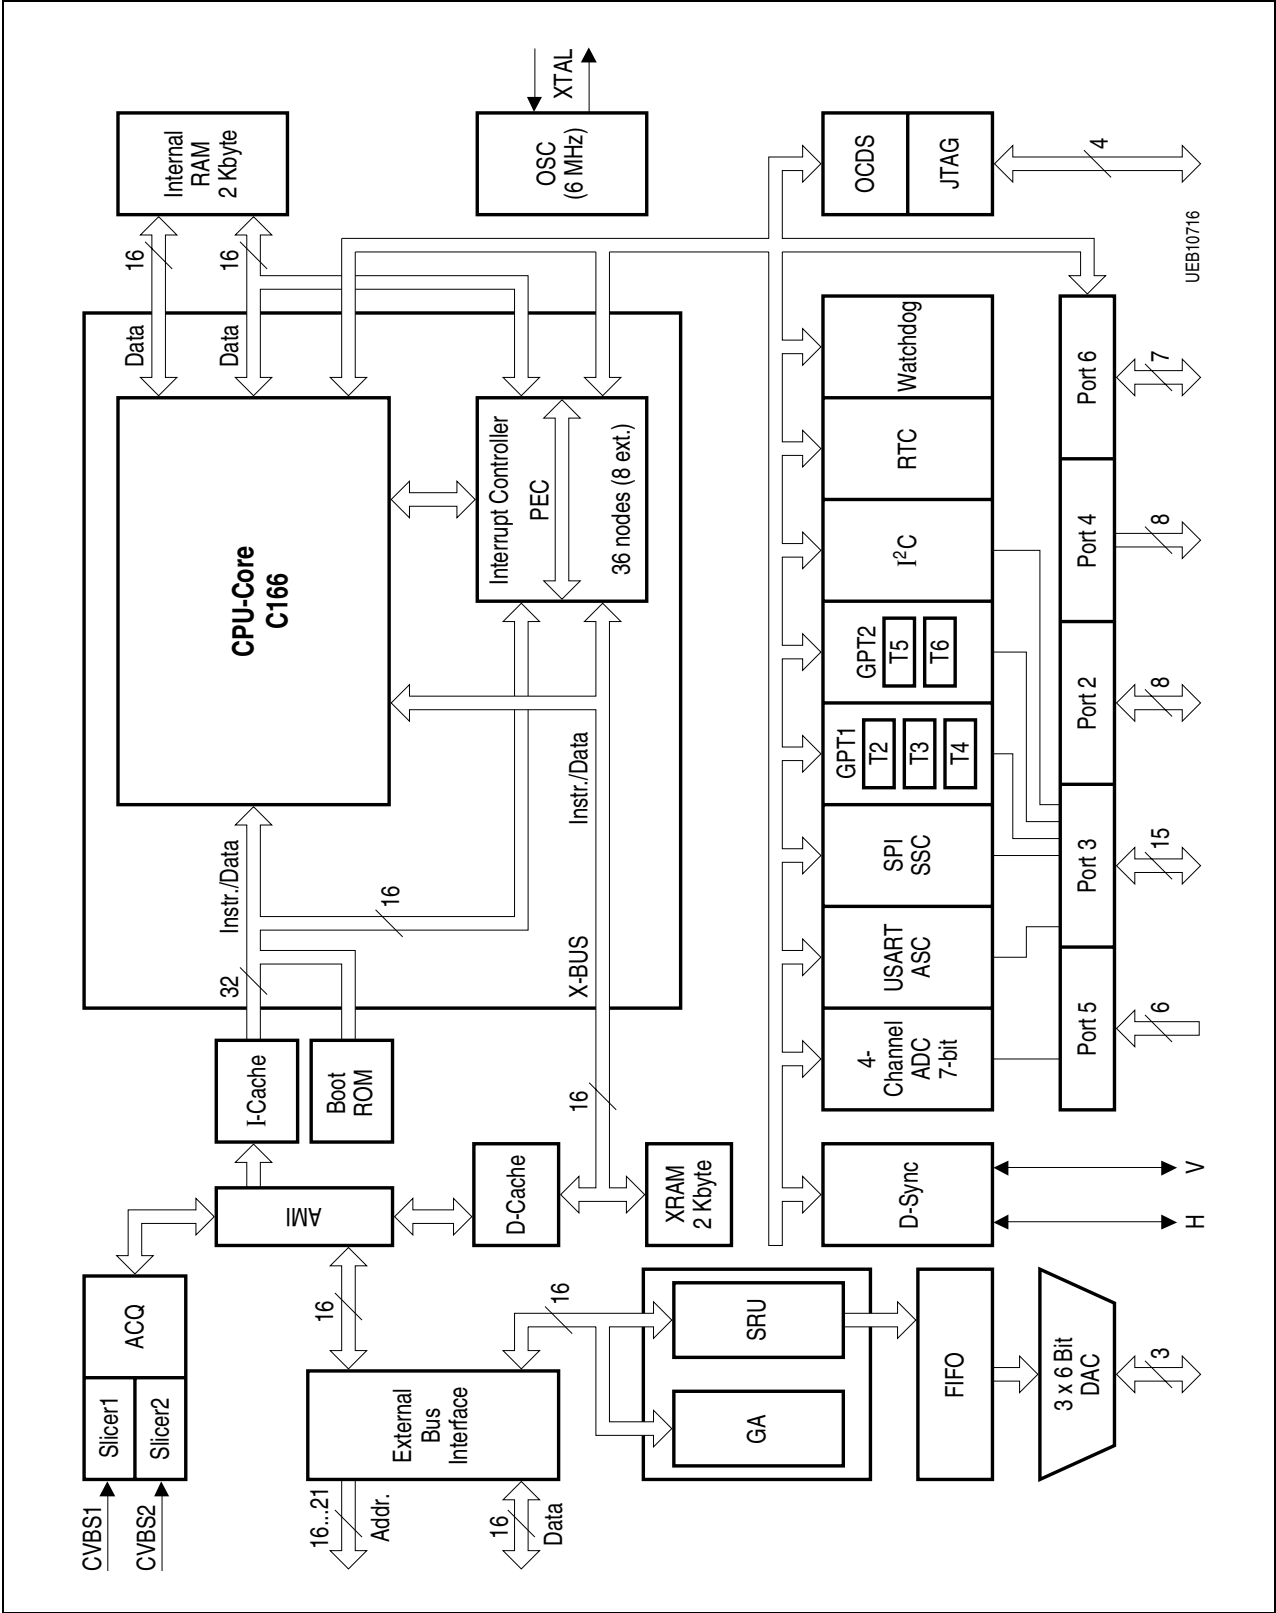 CVBS1
CVBS2
Slicer1
Slicer2
ACQ
16...21
Addr.
16
Data
External
Bus
Interface
16
16
AMI
I-Cache
Boot
ROM
D-Cache
XRAM
2 Kbyte
16
X-BUS
32
Instr./Data
16
Instr./Data
CPU-Core
C166
Interrupt Controller
PEC
36 nodes (8 ext.)
Data
Data
16
16
Internal
RAM
2 Kbyte
OSC
(6 MHz)
XTAL
GA
SRU
FIFO
3 x 6 Bit
DAC
3
D-Sync
H
V
4-
Channel
ADC
7-bit
USART
ASC
SPI
SSC
GPT1
T2
T3
T4
GPT2
T5
T6
I²C
RTC
Watchdog
OCDS
JTAG
4
Port 5
Port 3
Port 2
Port 4
Port 6
6
15
8
8
7
UEB10716